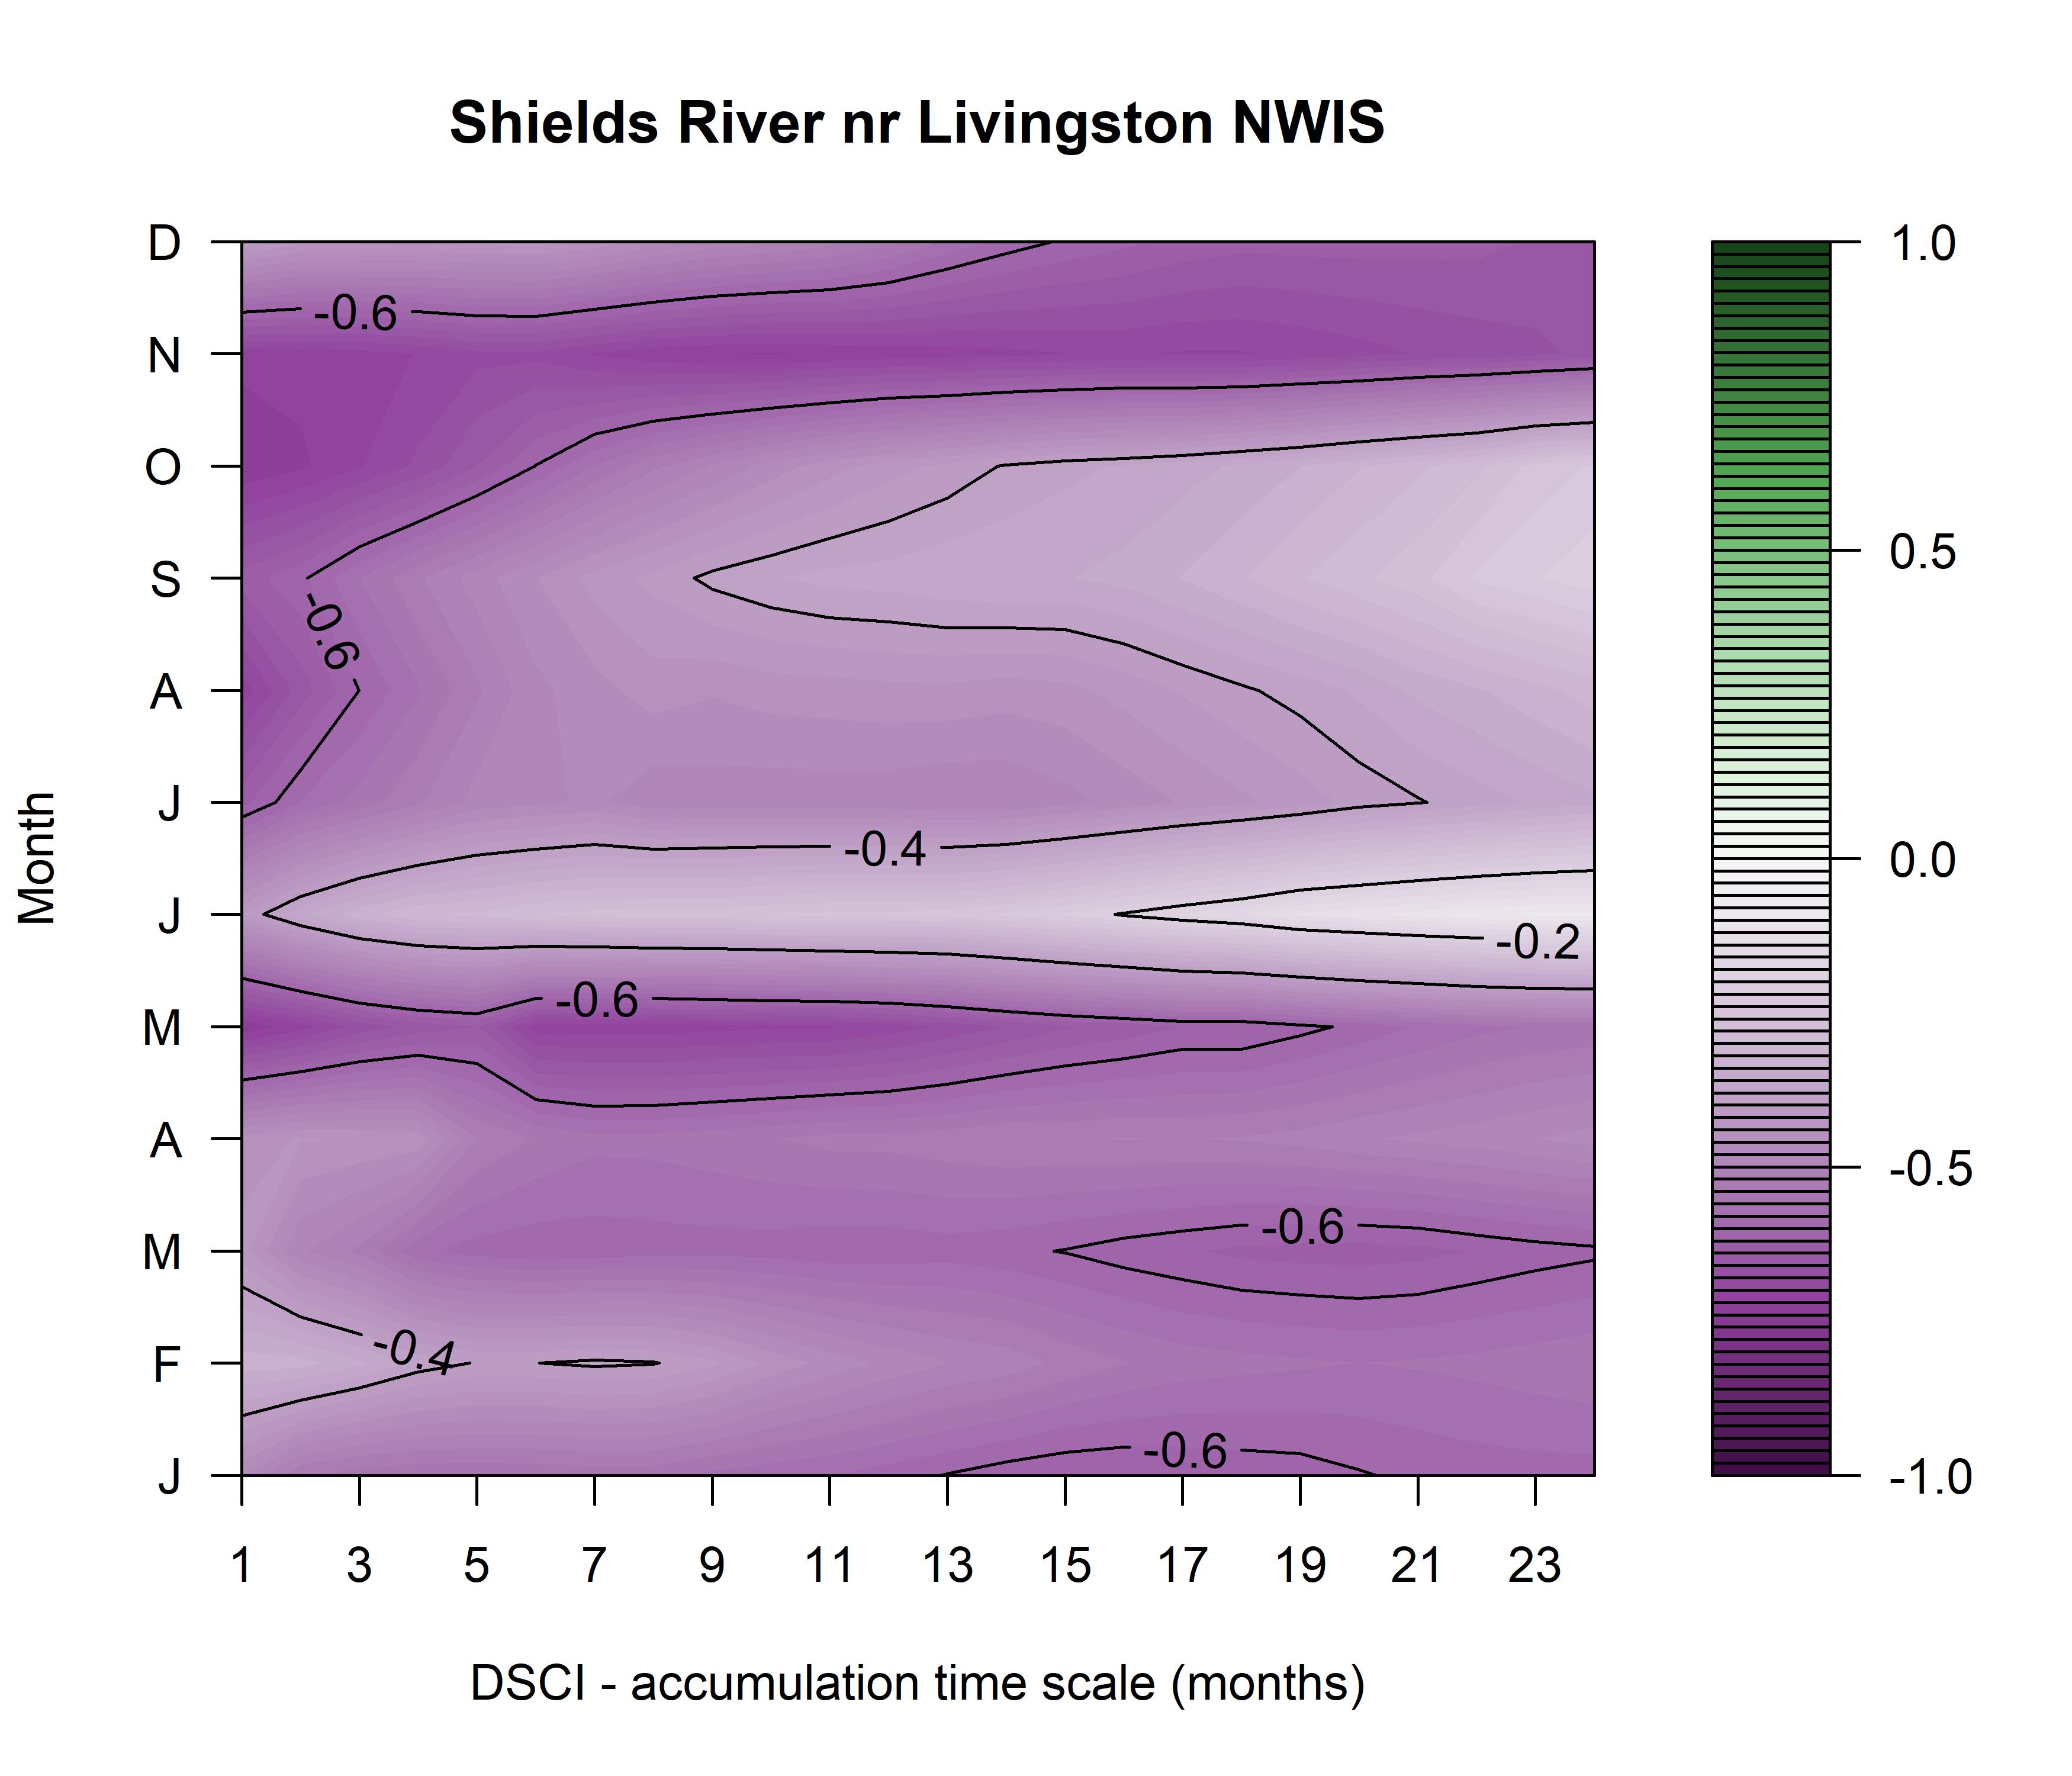 Shields River nr Livingston NWIS
D
N
O
S
A
J
J
M
A
M
F
J
Month
-0.6
-0.6
-0.4
-0.2
-0.6
-0.6
-0.4
-0.6
1 3 5 7 9 11 13 15 17 19 21 23
DSCI - accumulation time scale (months)
1.0
0.5
0.0
-0.5
-1.0